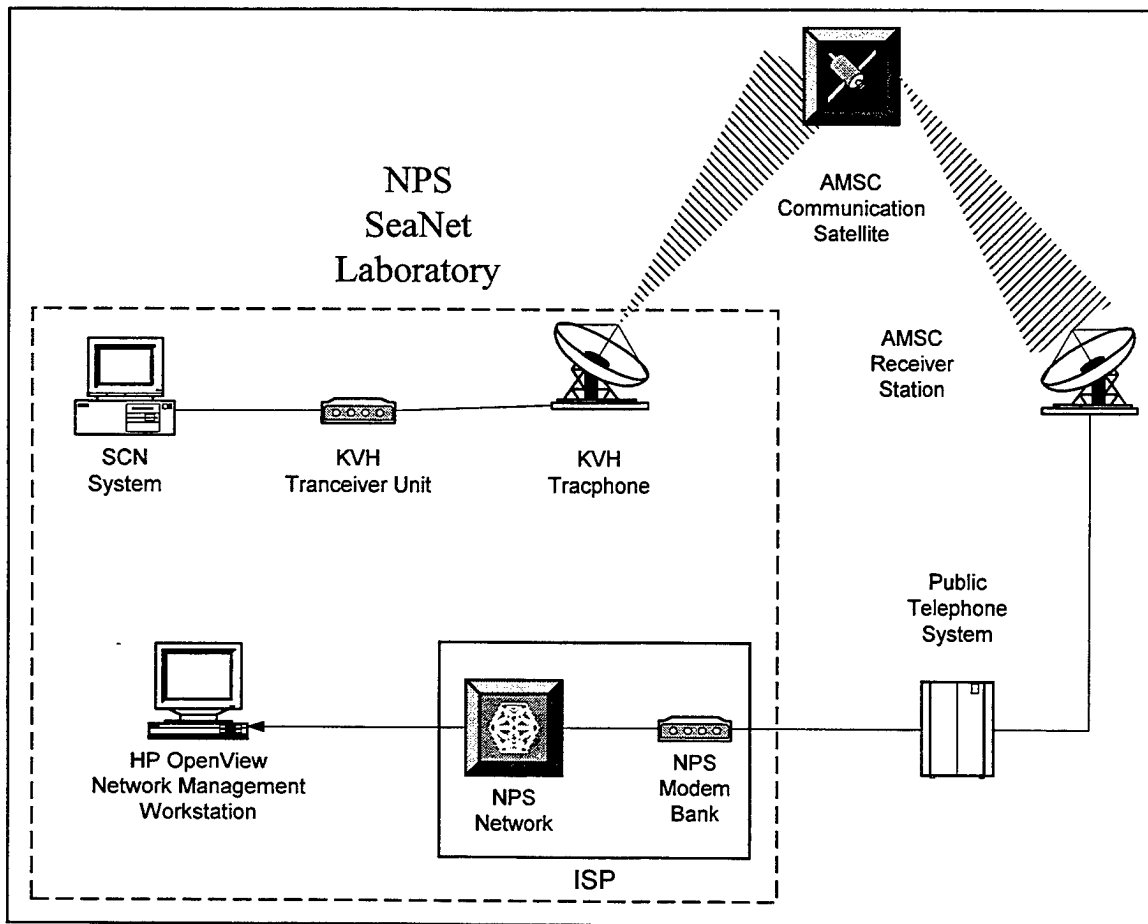 NPS
SeaNet
Laboratory
AMSC
Communication
Satellite
AMSC
Receiver
Station
SCN
System
KVH
Tranceiver Unit
KVH
Tracphone
Public
Telephone
System
HP OpenView
Network Management
Workstation
NPS
Network
NPS
Modem
Bank
ISP